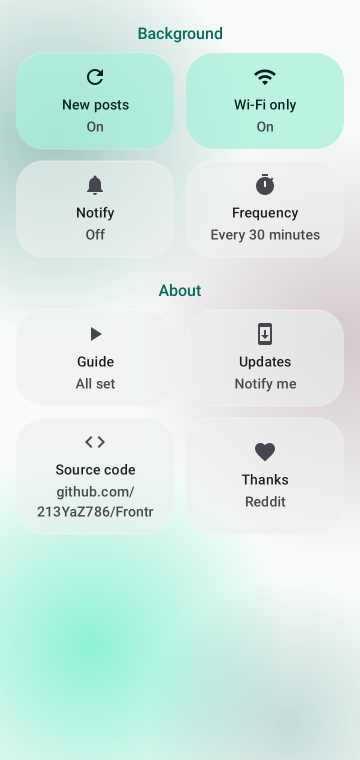 Background
New posts
On
Wi-Fi only
On
Notify
Off
Frequency
Every 30 minutes
About
Guide
All set
Updates
Notify me
Source code
github.com/
213YaZ786/Frontr
Thanks
Reddit